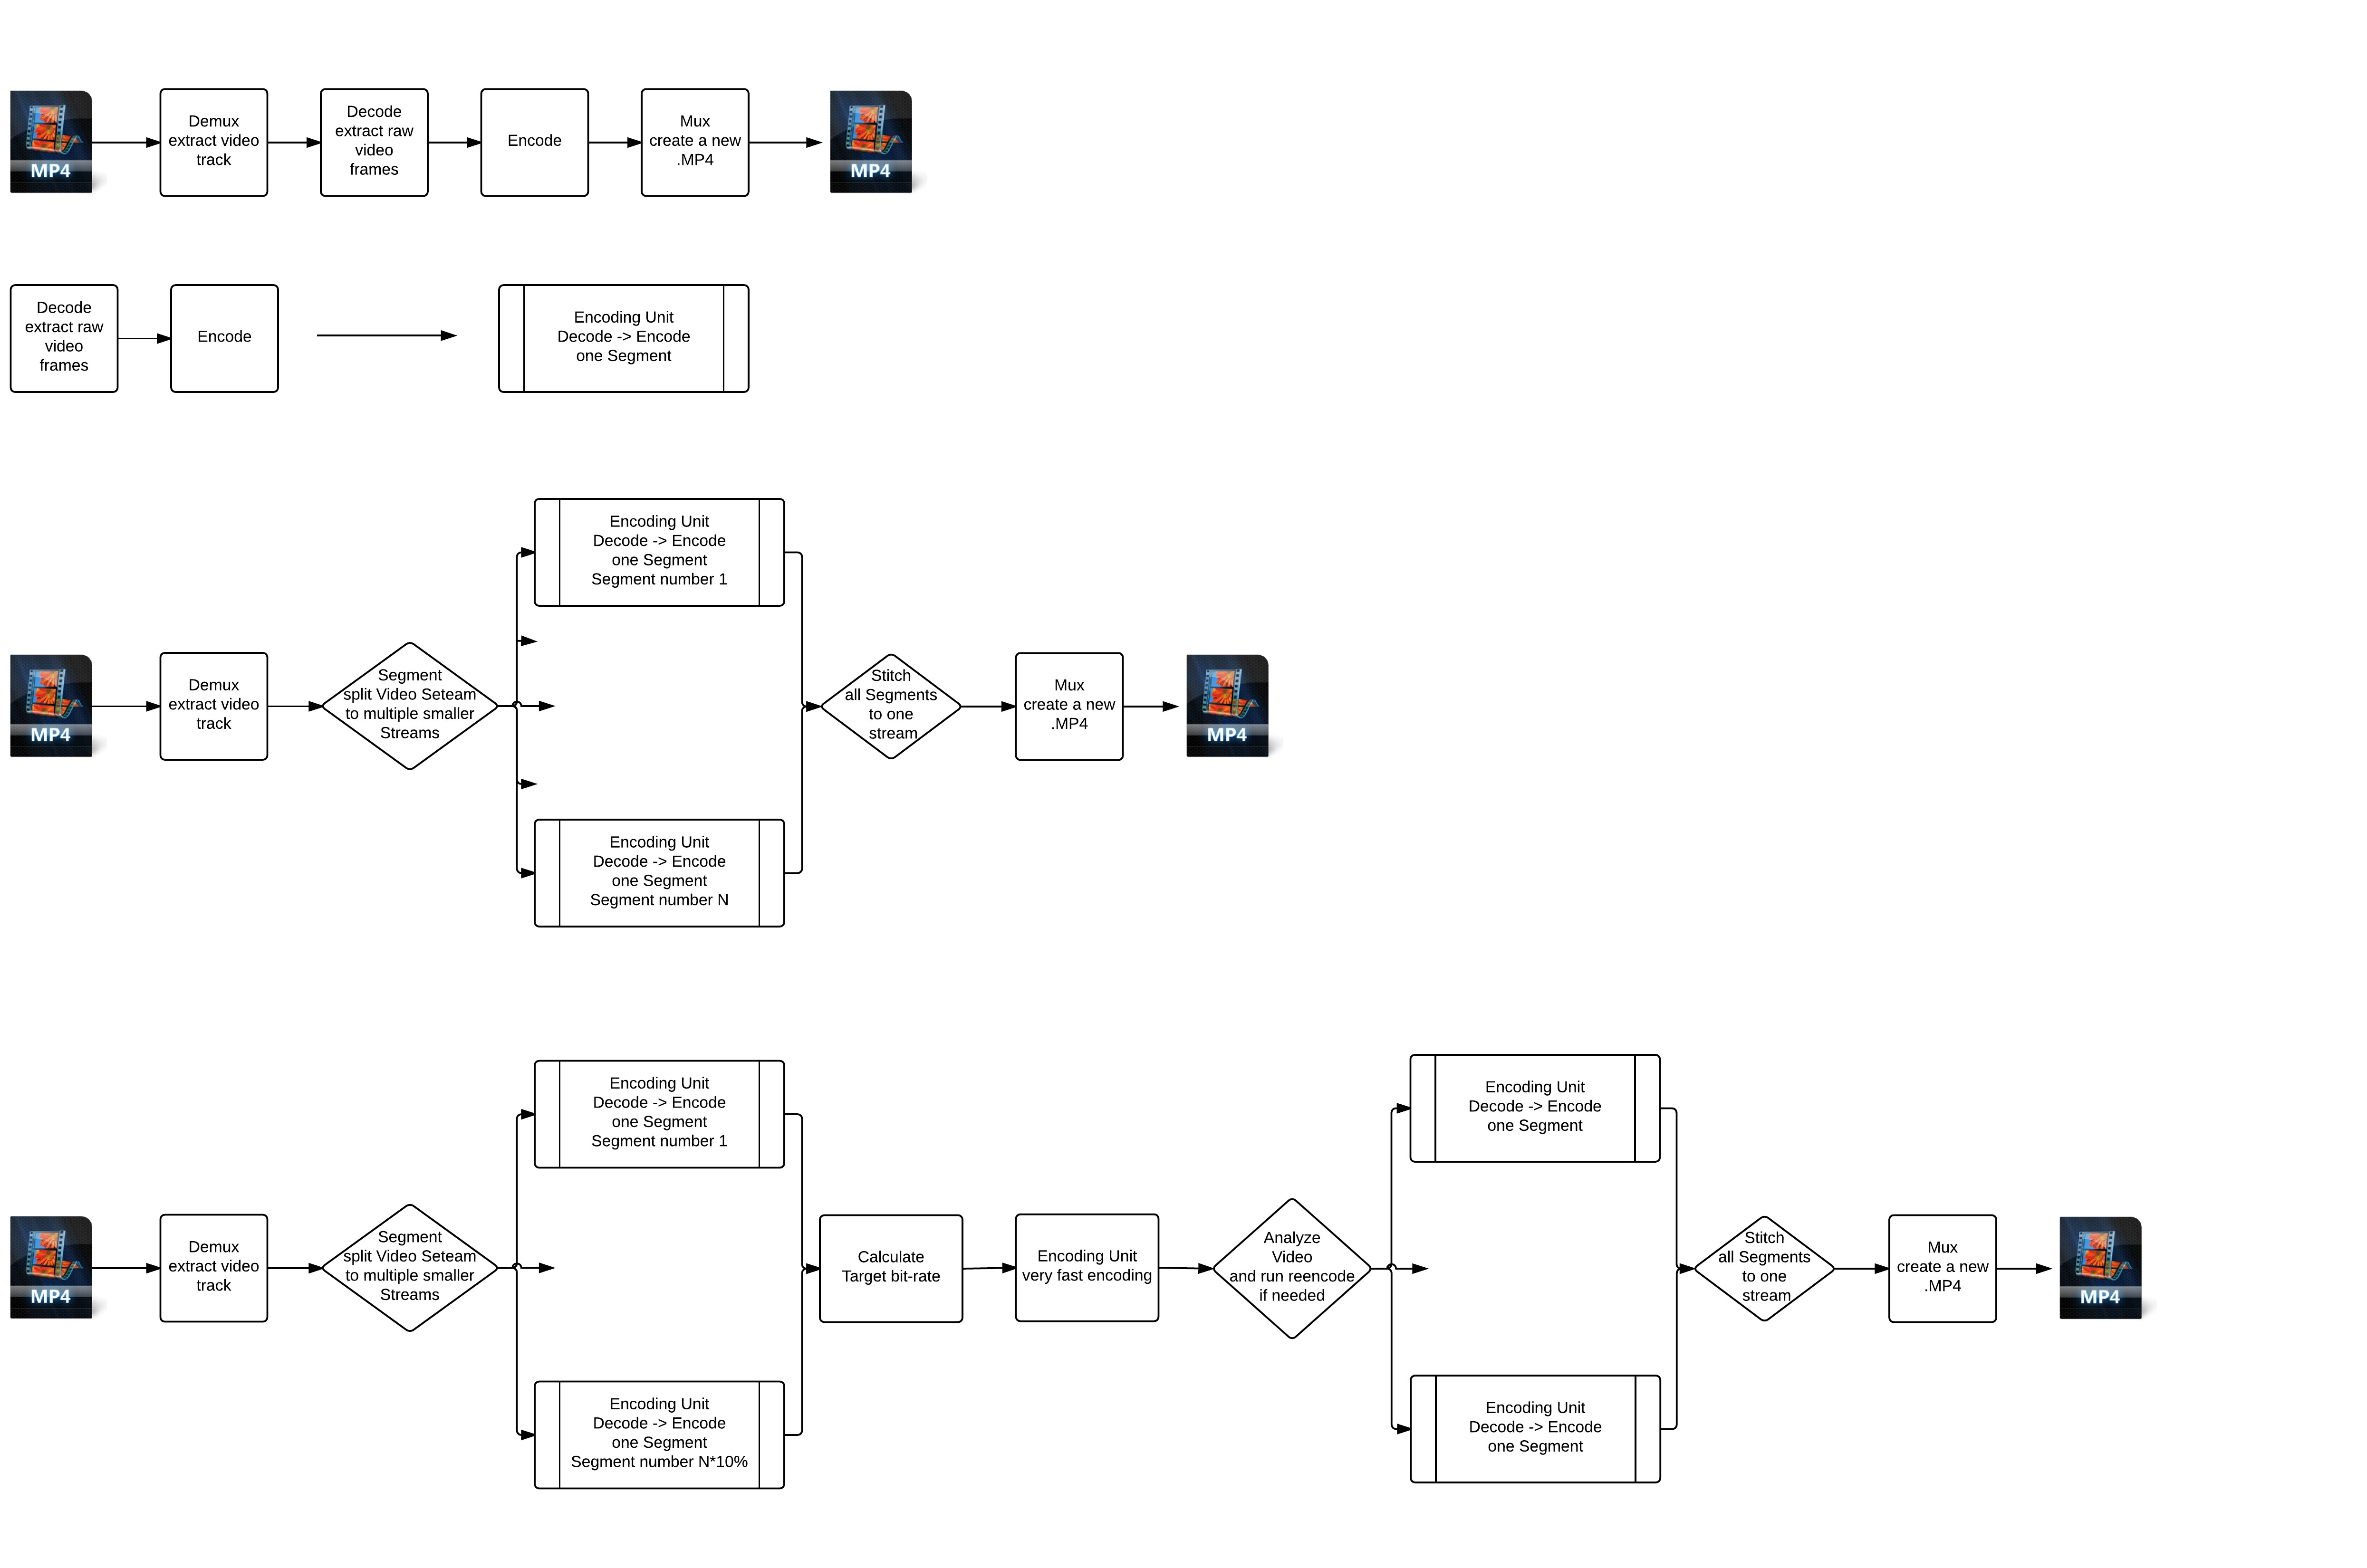 MP4
Demux
extract video
track
Decode
extract raw
video
frames
Encode
Mux
create a new
.MP4
MP4
Decode
extract raw
video
frames
Encode
Encoding Unit
Decode -> Encode
one Segment
Encoding Unit
Decode -> Encode
one Segment
Segment number 1
MP4
Demux
extract video
track
Segment
split Video Seteam
to multiple smaller
Streams
Stitch
all Segments
to one
stream
Mux
create a new
.MP4
MP4
Encoding Unit
Decode -> Encode
one Segment
Segment number N
Encoding Unit
Decode -> Encode
one Segment
Segment number 1
Encoding Unit
Decode -> Encode
one Segment
MP4
Demux
extract video
track
Segment
split Video Seteam
to multiple smaller
Streams
Calculate
Target bit-rate
Encoding Unit
very fast encoding
Analyze
Video
and run reencode
if needed
Stitch
all Segments
to one
stream
Mux
create a new
.MP4
MP4
Encoding Unit
Decode -> Encode
one Segment
Segment number N*10%
Encoding Unit
Decode -> Encode
one Segment